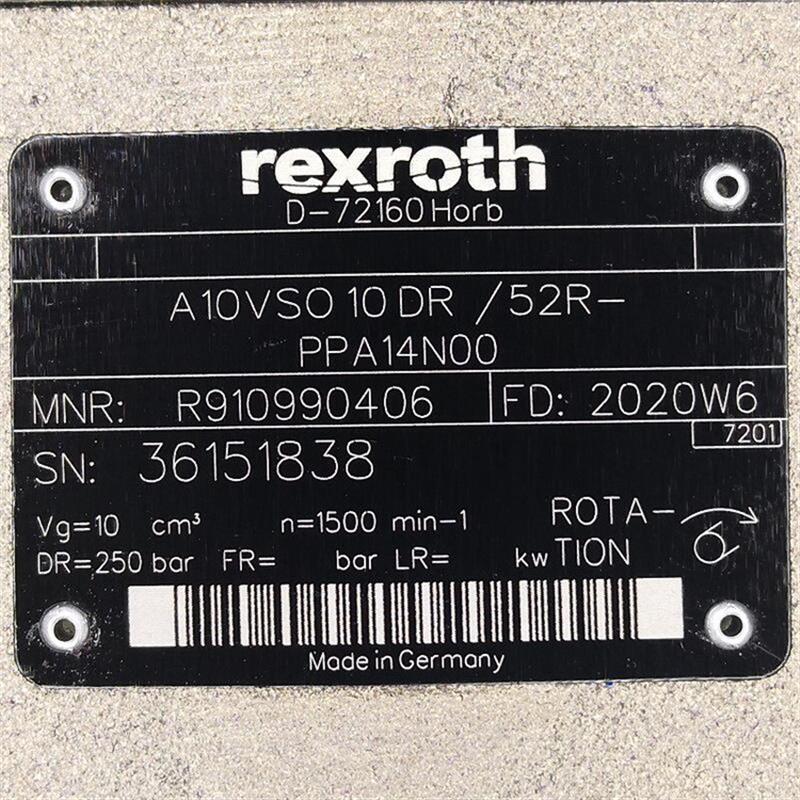 rexroth
D-72160 Horb
A10VSO 10 DR /52R-
PPA14N00
MNR: R910990406 FD: 2020W6
7201
SN: 36151838
Vg=10 cm³ n=1500 min-1 ROTA-
DR=250 bar FR= bar LR= kw TION
Made in Germany